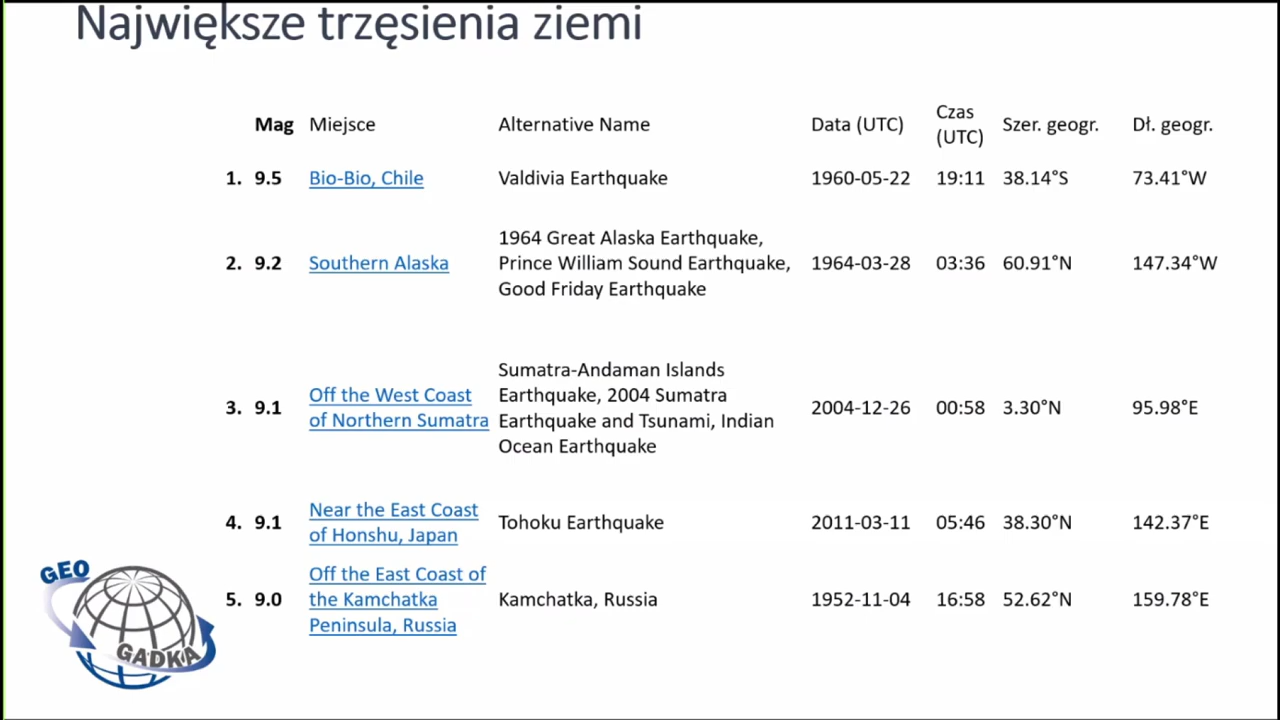 Największe trzęsienia ziemi
Mag Miejsce Alternative Name Data (UTC) Czas (UTC) Szer. geogr. Dł. geogr.
1. 9.5 Bio-Bio, Chile Valdivia Earthquake 1960-05-22 19:11 38.14°S 73.41°W
1964 Great Alaska Earthquake,
2. 9.2 Southern Alaska Prince William Sound Earthquake, 1964-03-28 03:36 60.91°N 147.34°W
Good Friday Earthquake
Sumatra-Andaman Islands
Off the West Coast Earthquake, 2004 Sumatra
3. 9.1 2004-12-26 00:58 3.30°N 95.98°E
of Northern Sumatra Earthquake and Tsunami, Indian
Ocean Earthquake
Near the East Coast
4. 9.1 Tohoku Earthquake 2011-03-11 05:46 38.30°N 142.37°E
of Honshu, Japan
Off the East Coast of
5. 9.0 the Kamchatka Kamchatka, Russia 1952-11-04 16:58 52.62°N 159.78°E
Peninsula, Russia
GEO
GADKA